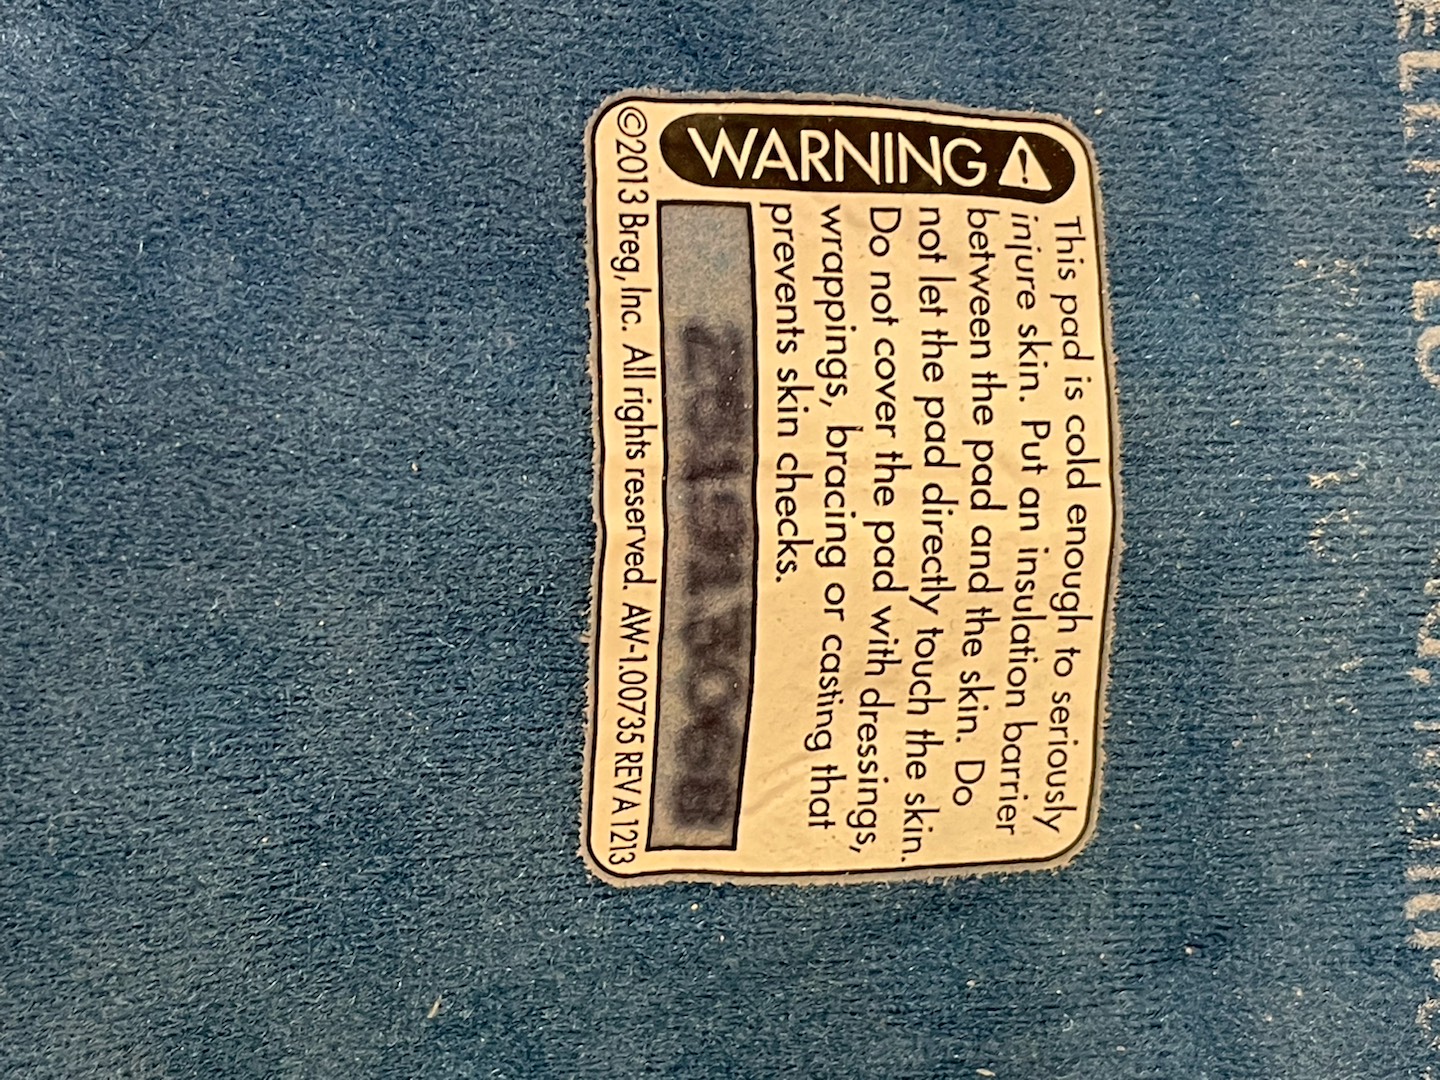 ⚠ WARNING
This pad is cold enough to seriously
injure skin. Put an insulation barrier
between the pad and the skin. Do
not let the pad directly touch the skin.
Do not cover the pad with dressings,
wrappings, bracing or casting that
prevents skin checks.
©2013 Breg, Inc. All rights reserved. AW-1.00735 REV A 1213